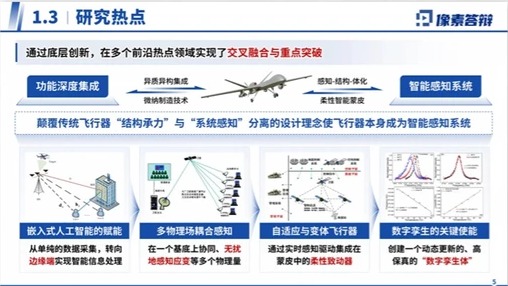 1.3 研究热点
像素答辩
通过底层创新，在多个前沿热点领域实现了交叉融合与重点突破
功能深度集成
异质异构集成
微纳制造技术
感知-结构-体化
柔性智能蒙皮
智能感知系统
颠覆传统飞行器“结构承力”与“系统感知”分离的设计理念使飞行器本身成为智能感知系统
嵌入式人工智能的赋能
从单纯的数据采集，转向
边缘端实现智能信息处理
多物理场耦合感知
在一个基底上协同、无扰
地感知应变等多个物理量
自适应与变体飞行器
通过实时感知驱动集成在
蒙皮中的柔性致动器
数字孪生的关键使能
创建一个动态更新的、高
保真的“数字孪生体”
5